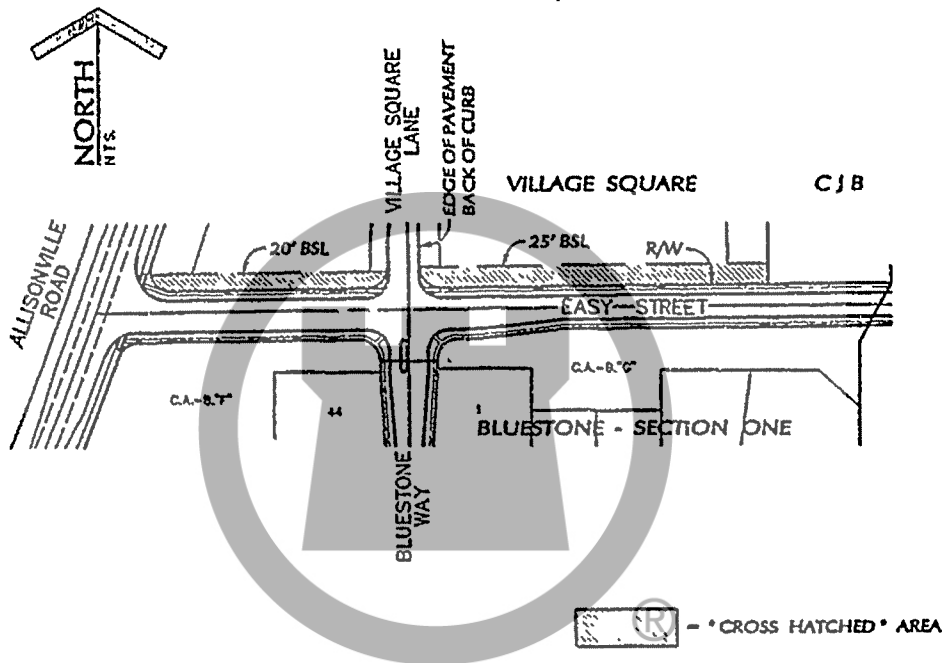 NORTH
NTS.
VILLAGE SQUARE
LANE
EDGE OF PAVEMENT
BACK OF CURB
VILLAGE SQUARE
CJB
ALLISONVILLE
ROAD
20' BSL
25' BSL
R/W
EASY STREET
C.A.-B."F"
44
1
C.A.-B."G"
BLUESTONE - SECTION ONE
BLUESTONE
WAY
®
= "CROSS HATCHED" AREA